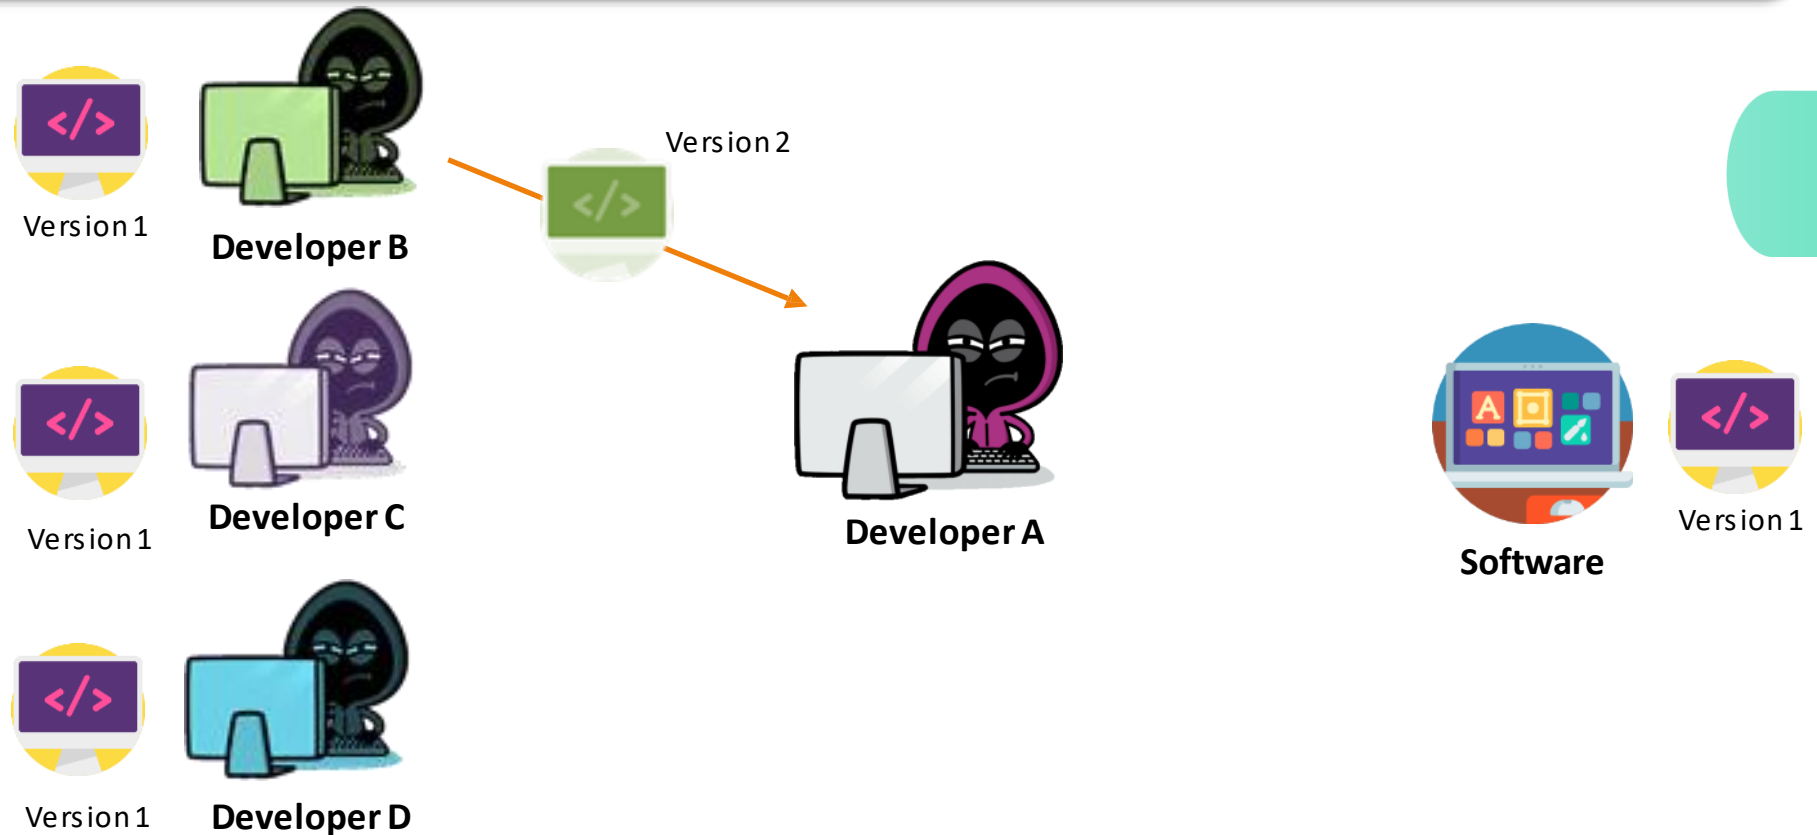 </>
Version 1
Developer B
</>
Version 2
</>
Version 1
Developer C
Developer A
A
Software
</>
Version 1
</>
Version 1
Developer D